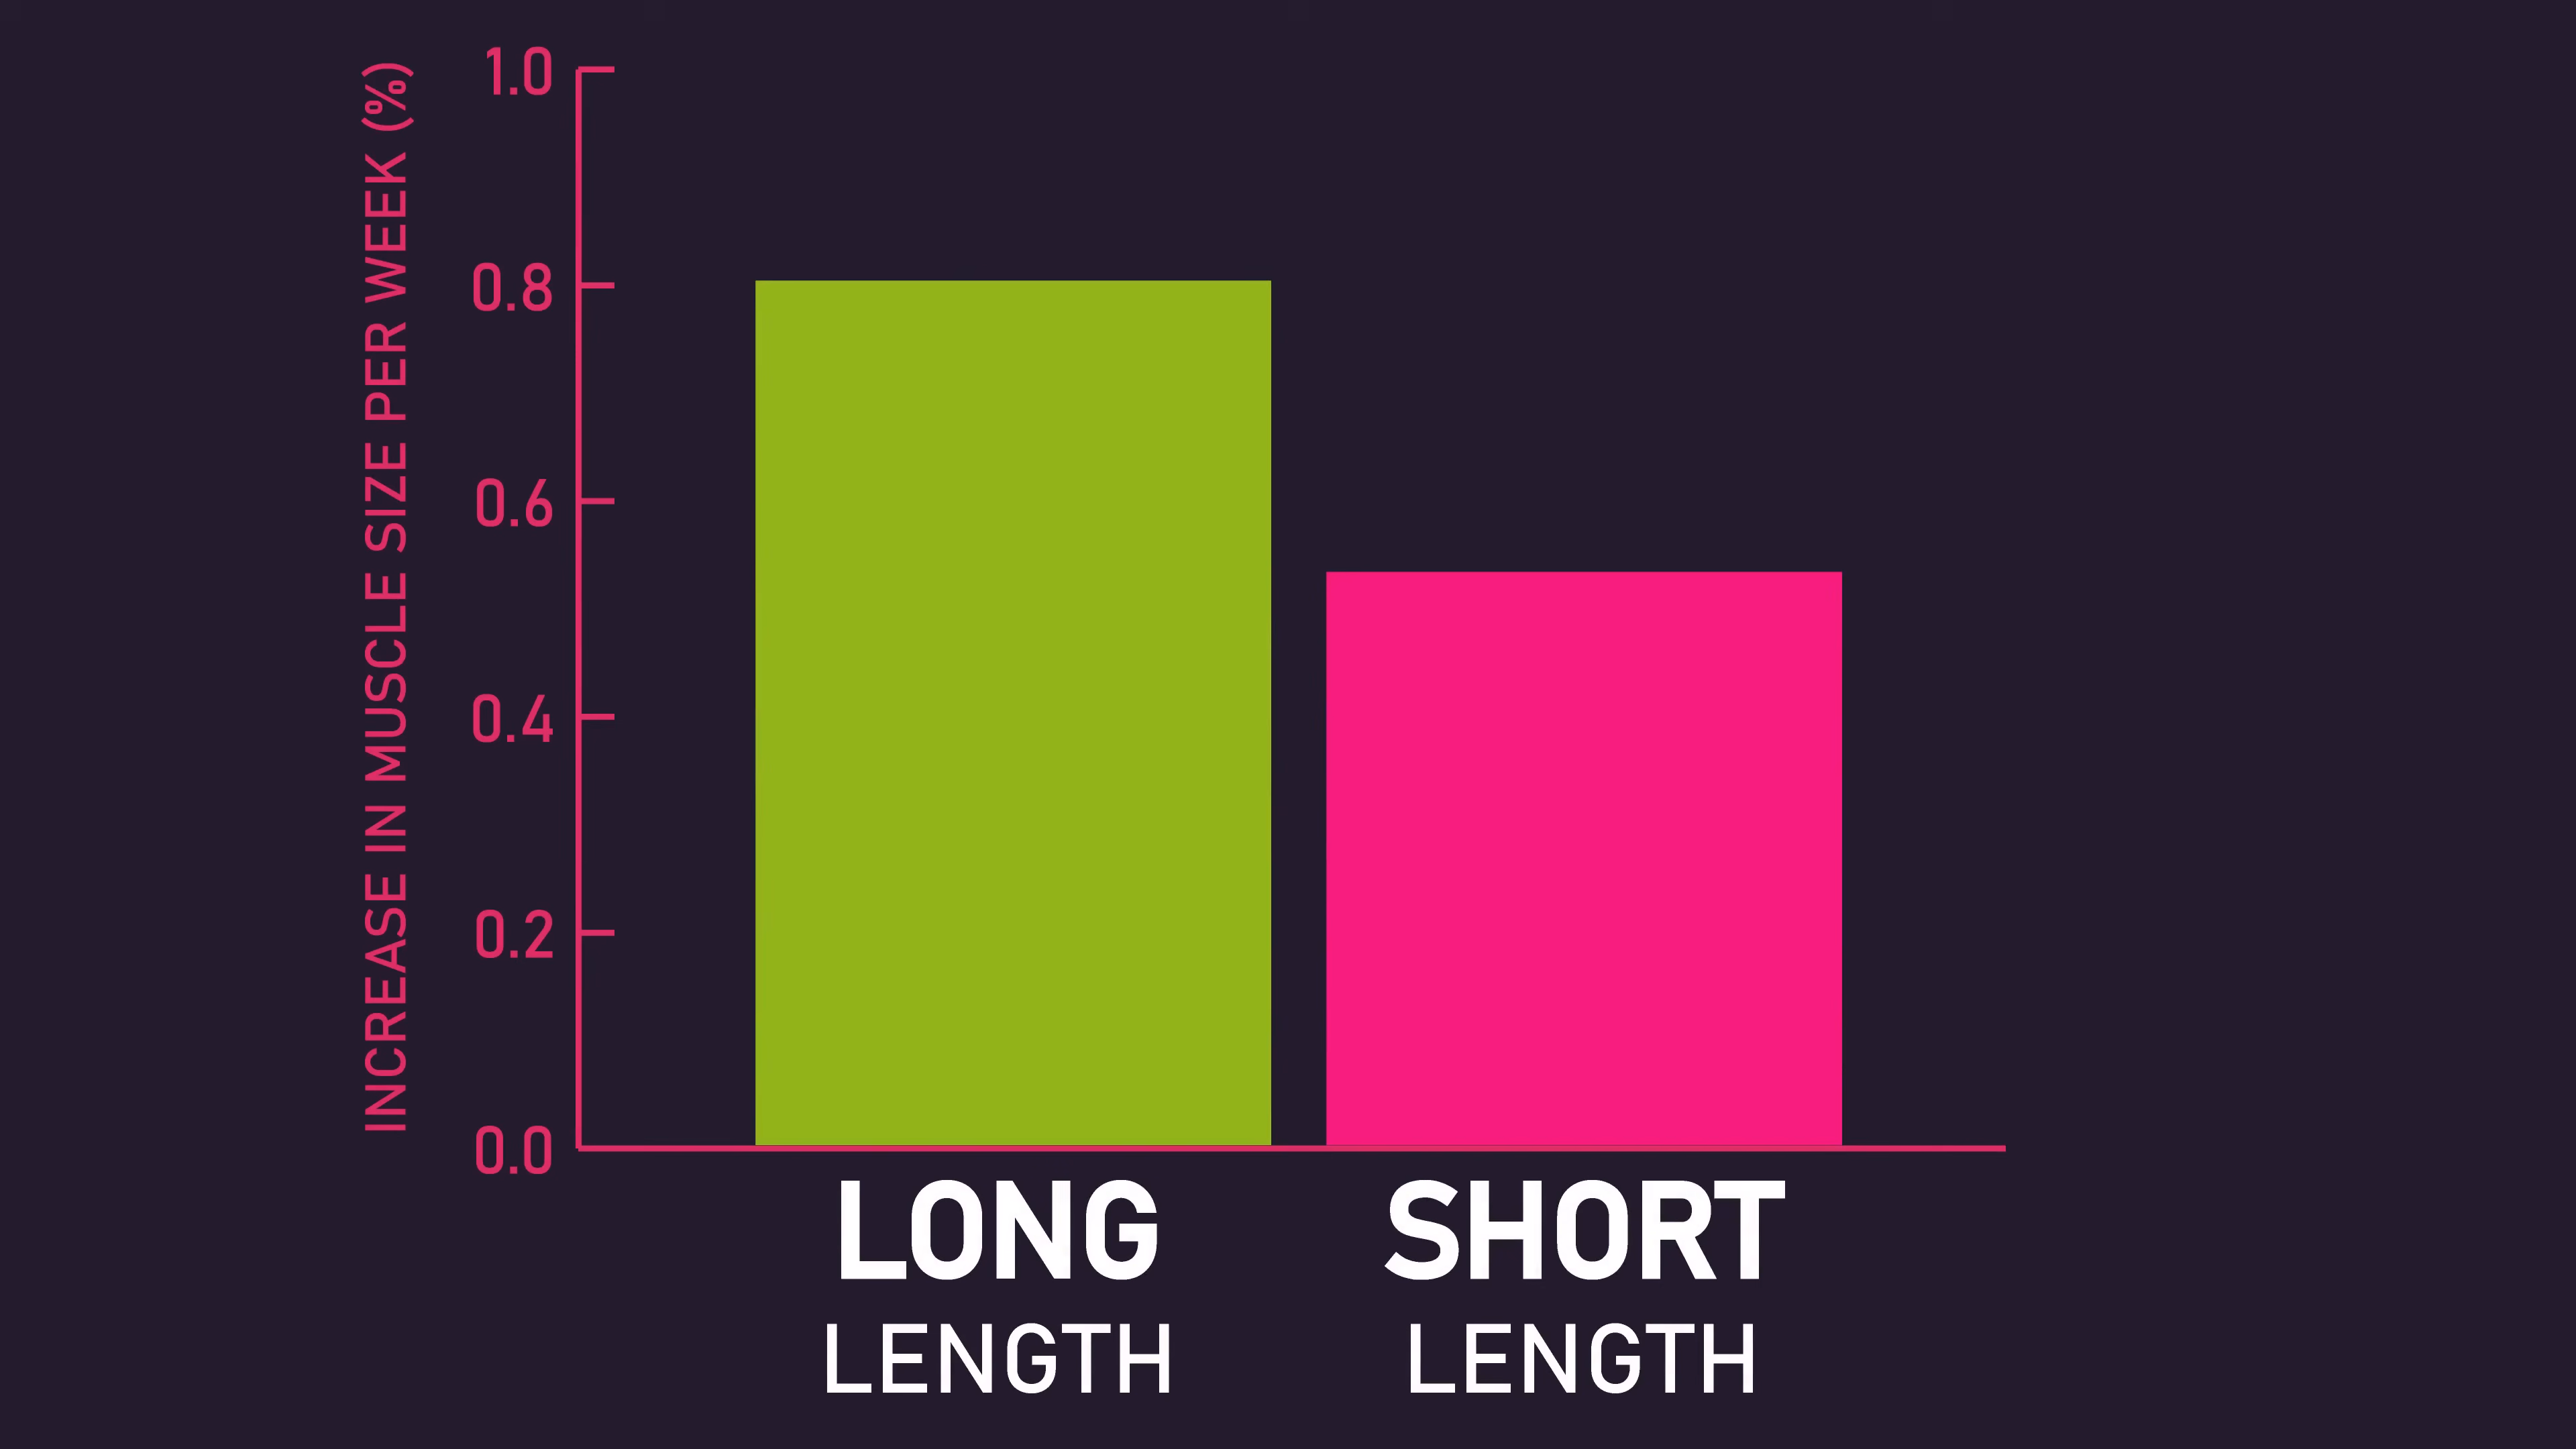 INCREASE IN MUSCLE SIZE PER WEEK (%)
1.0
0.8
0.6
0.4
0.2
0.0
LONG
LENGTH
SHORT
LENGTH